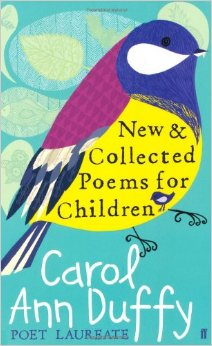 New &
Collected
Poems for
Children
Carol
Ann Duffy
POET LAUREATE
ff